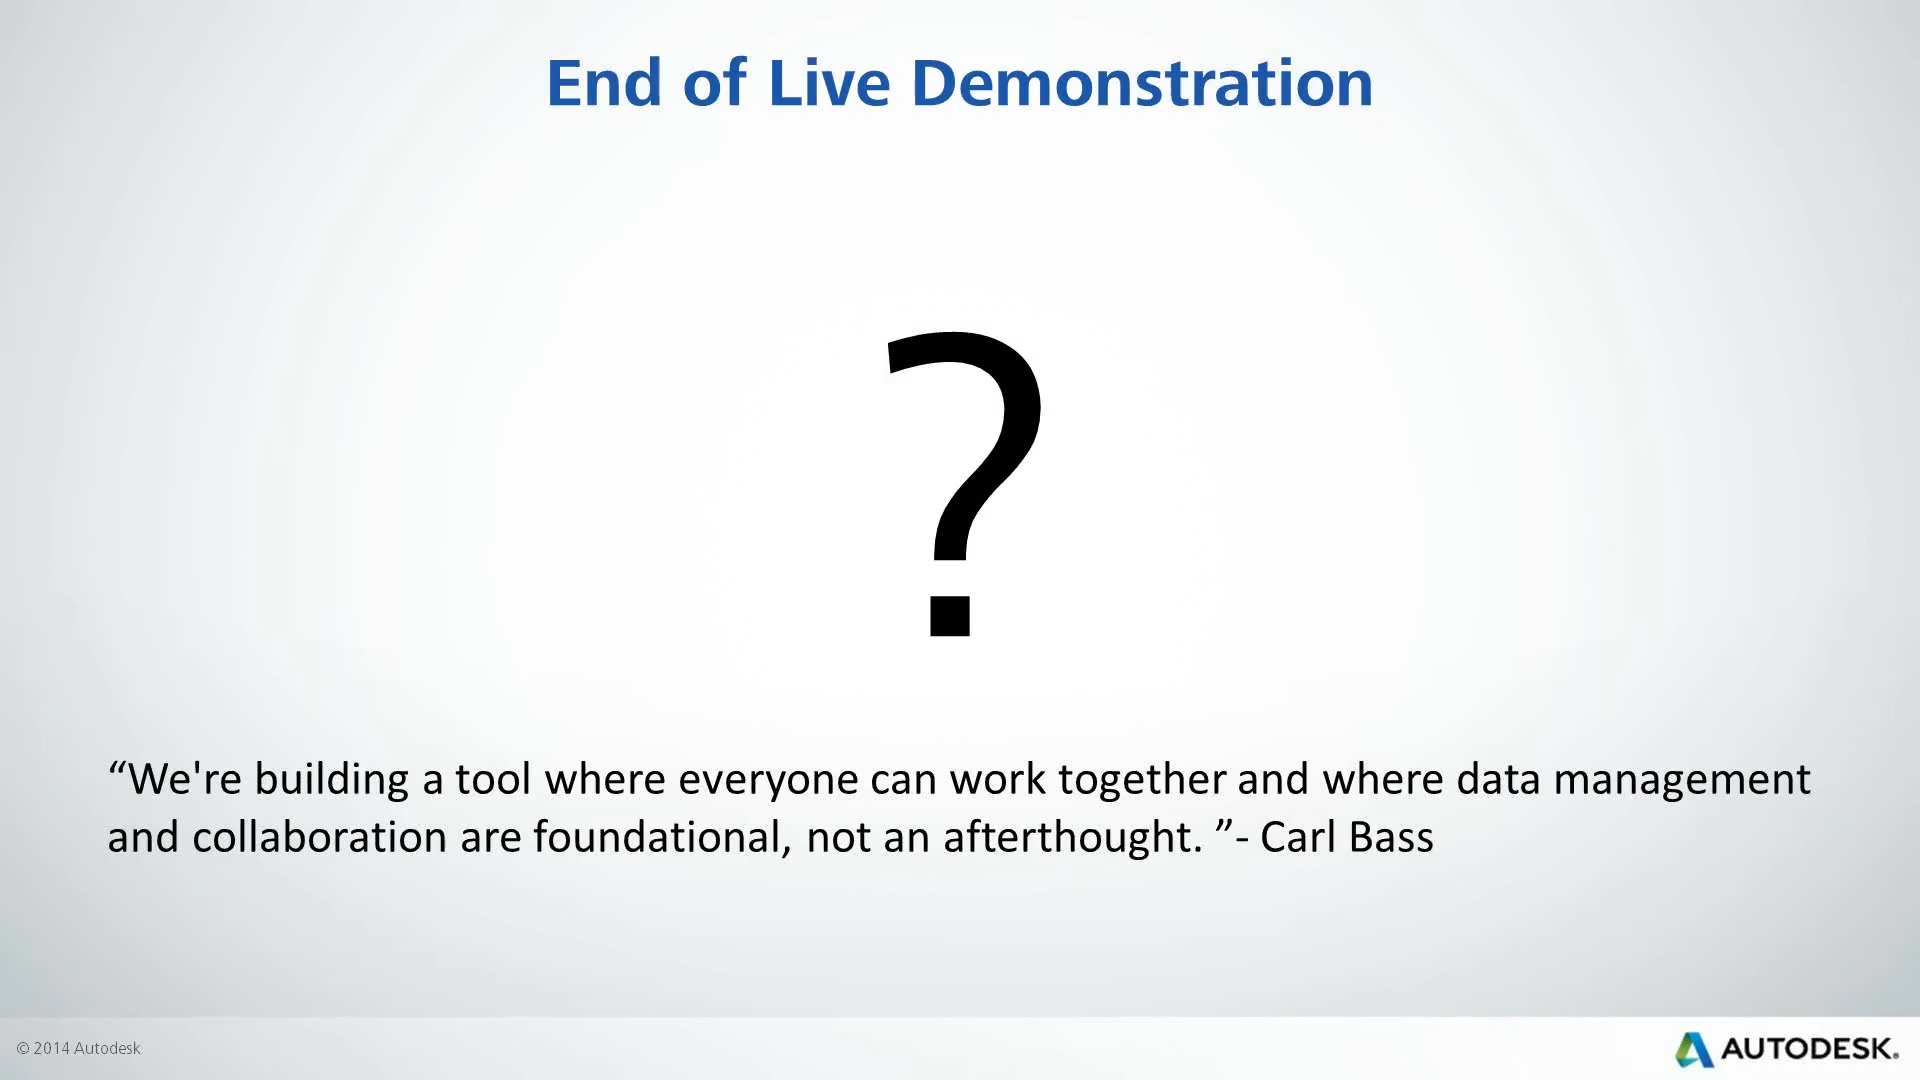 End of Live Demonstration
?
“We're building a tool where everyone can work together and where data management
and collaboration are foundational, not an afterthought. ”- Carl Bass
© 2014 Autodesk
AUTODESK.